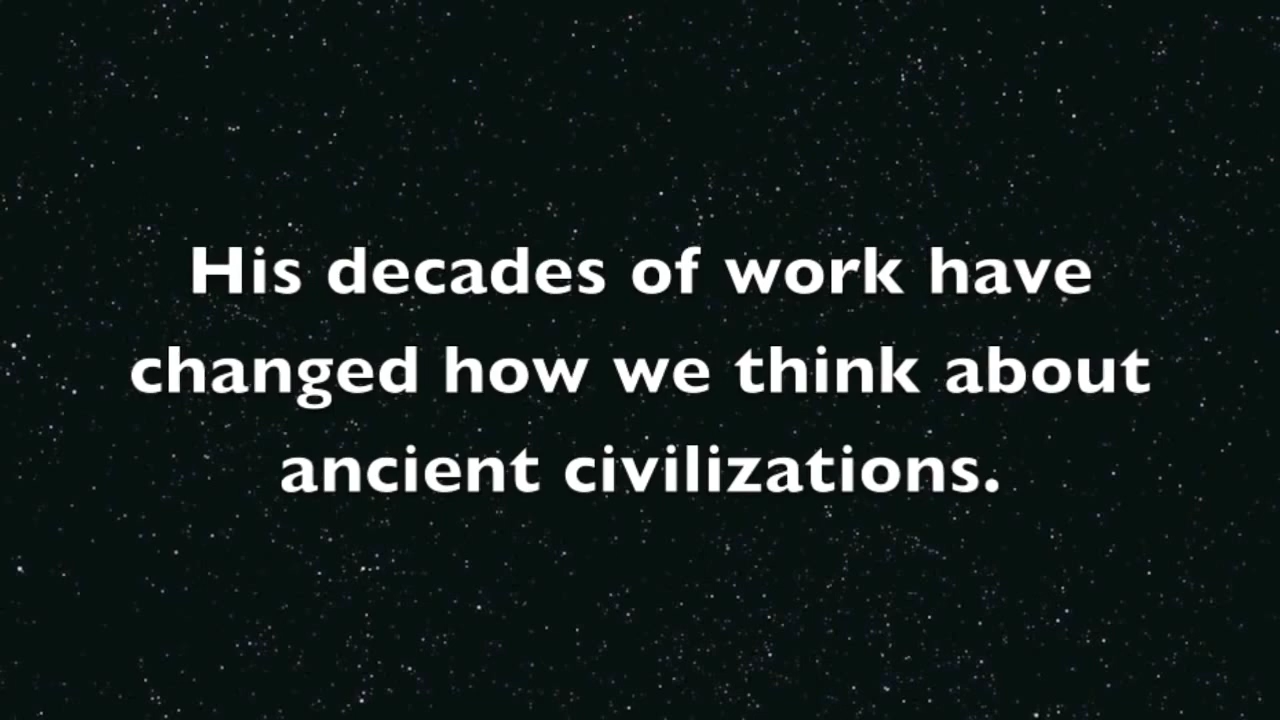 His decades of work have
changed how we think about
ancient civilizations.